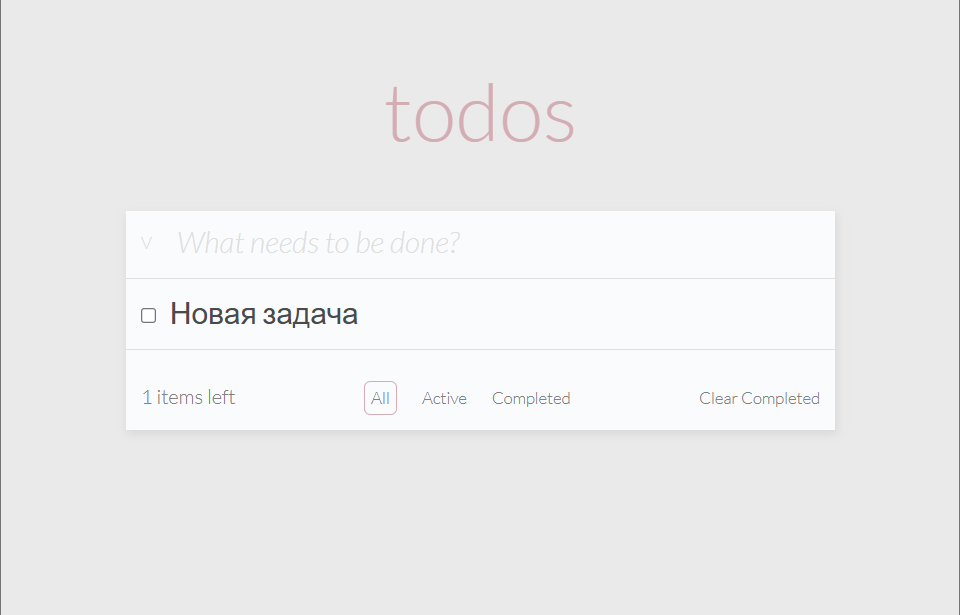 todos
v What needs to be done?
Новая задача
1 items left All Active Completed Clear Completed